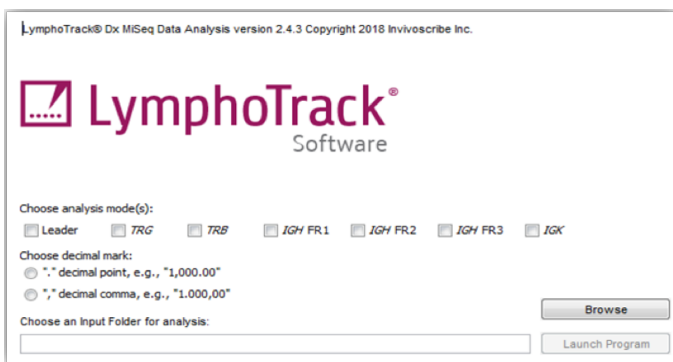 LymphoTrack® Dx MiSeq Data Analysis version 2.4.3 Copyright 2018 Invivoscribe Inc.
LymphoTrack®
Software
Choose analysis mode(s):
Leader TRG TRB IGH FR1 IGH FR2 IGH FR3 IGK
Choose decimal mark:
"." decimal point, e.g., "1,000.00"
"," decimal comma, e.g., "1.000,00"
Browse
Choose an Input Folder for analysis:
Launch Program